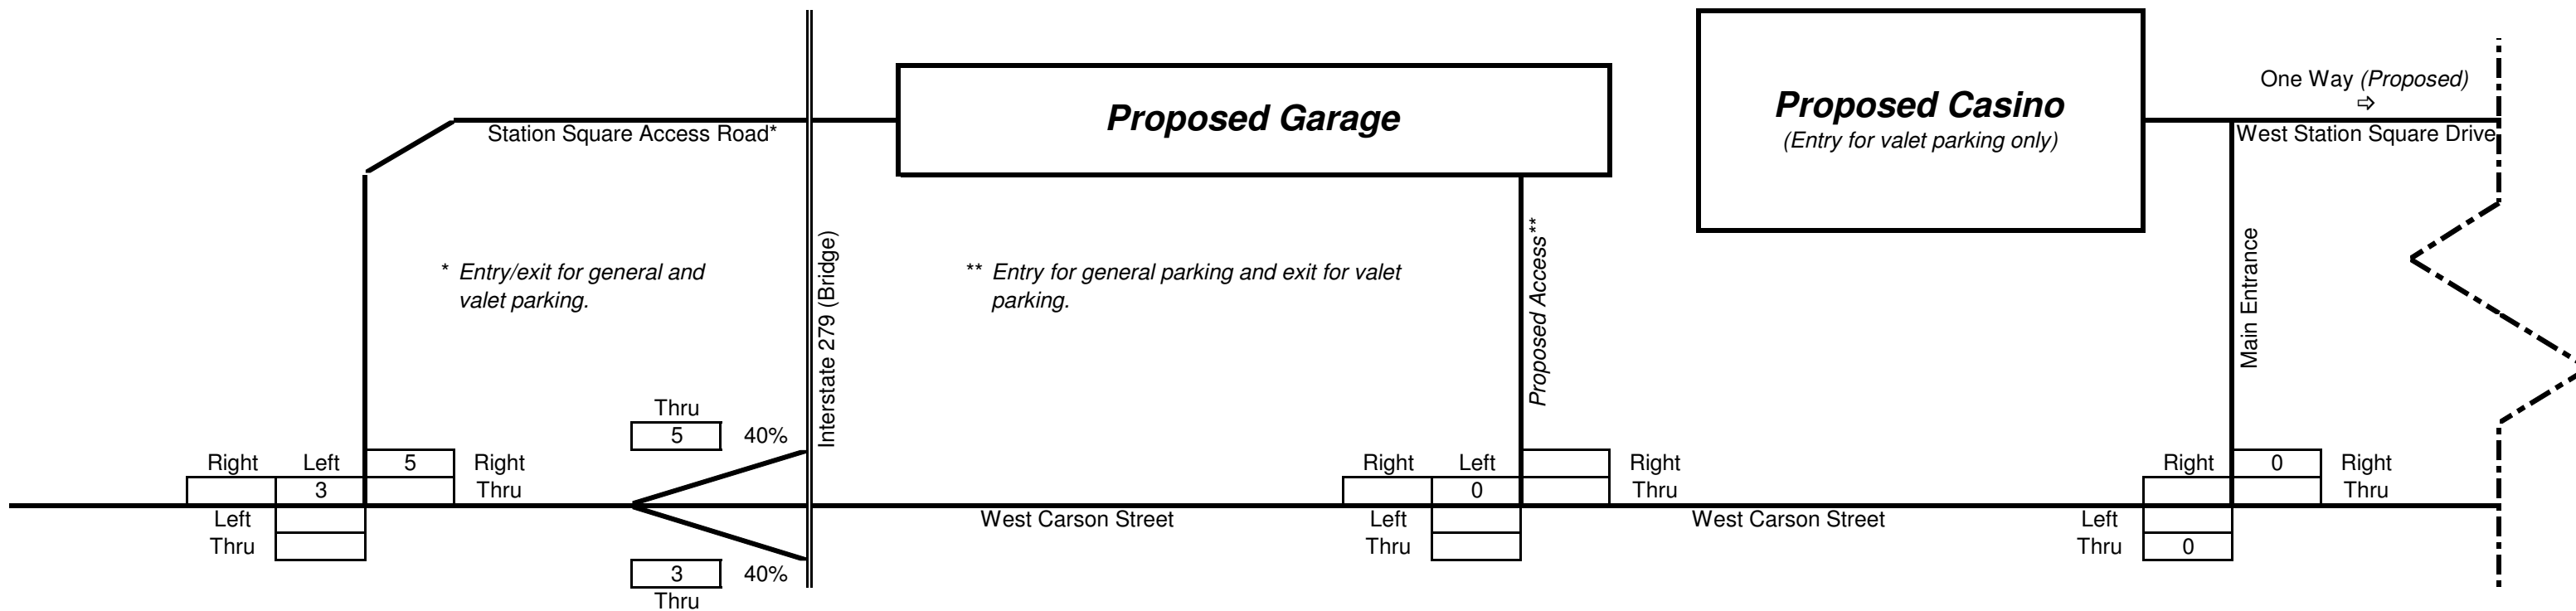 One Way (Proposed)
⇨
Proposed Garage
Proposed Casino
(Entry for valet parking only)
Station Square Access Road*
West Station Square Drive
* Entry/exit for general and
valet parking.
Interstate 279 (Bridge)
** Entry for general parking and exit for valet
parking.
Proposed Access**
Main Entrance
Thru
5 40%
Right Left 5 Right
3 Thru
Right Left Right
0 Thru
Right 0 Right
Thru
Left
Thru
West Carson Street
Left
Thru
West Carson Street
Left
Thru 0
3 40%
Thru